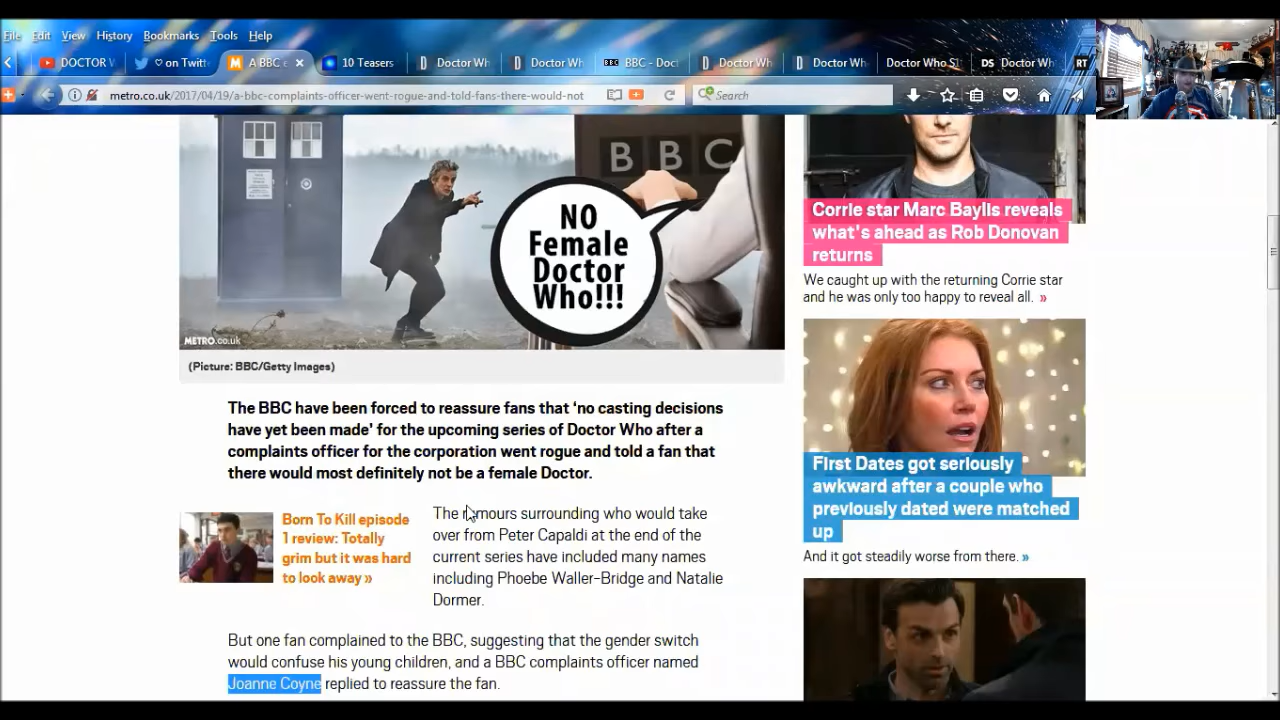 File Edit View History Bookmarks Tools Help
DOCTOR
on Twitt
A BBC
10 Teasers
Doctor Wh
Doctor Wh
BBC - Doct
Doctor Wh
Doctor Wh
Doctor Who
DS Doctor Wh
RT
metro.co.uk/2017/04/19/a-bbc-complaints-officer-went-rogue-and-told-fans-there-would-not
Search
BBC
NO
Female
Doctor
Who!!!
METRO.co.uk
(Picture: BBC/Getty Images)
The BBC have been forced to reassure fans that ‘no casting decisions
have yet been made’ for the upcoming series of Doctor Who after a
complaints officer for the corporation went rogue and told a fan that
there would most definitely not be a female Doctor.
Born To Kill episode
1 review: Totally
grim but it was hard
to look away »
The rumours surrounding who would take
over from Peter Capaldi at the end of the
current series have included many names
including Phoebe Waller-Bridge and Natalie
Dormer.
But one fan complained to the BBC, suggesting that the gender switch
would confuse his young children, and a BBC complaints officer named
Joanne Coyne replied to reassure the fan.
Corrie star Marc Baylis reveals
what's ahead as Rob Donovan
returns
We caught up with the returning Corrie star
and he was only too happy to reveal all. »
First Dates got seriously
awkward after a couple who
previously dated were matched
up
And it got steadily worse from there. »